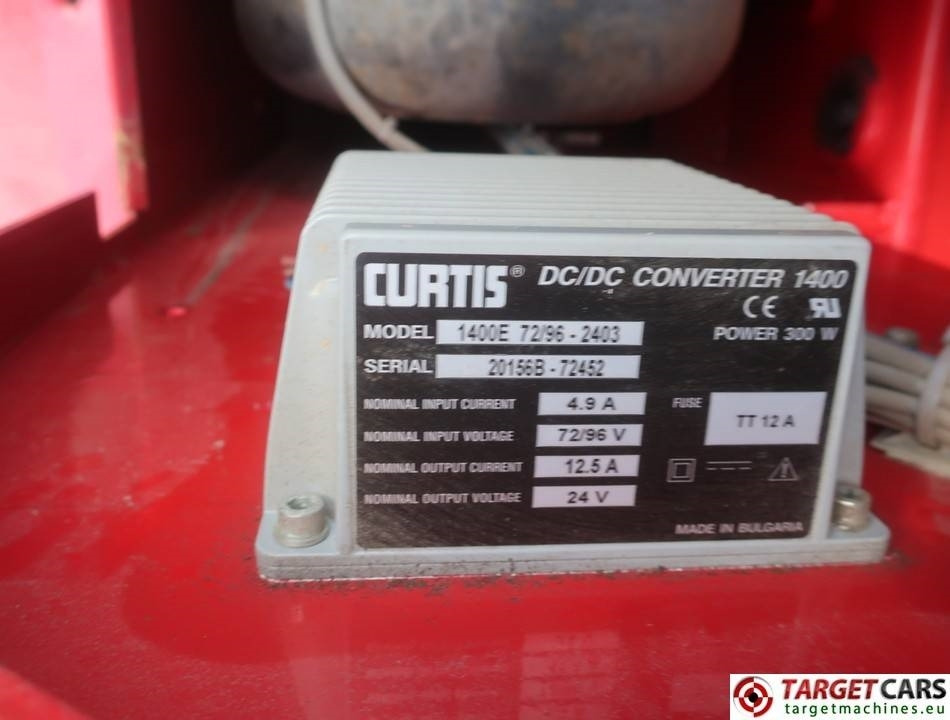 CURTIS® DC/DC CONVERTER 1400
CE RU
MODEL 1400E 72/96 - 2403 POWER 300 W
SERIAL 20156B - 72452
NOMINAL INPUT CURRENT 4.9 A FUSE TT 12 A
NOMINAL INPUT VOLTAGE 72/96 V
NOMINAL OUTPUT CURRENT 12.5 A
NOMINAL OUTPUT VOLTAGE 24 V
MADE IN BULGARIA
TARGETCARS
targetmachines.eu